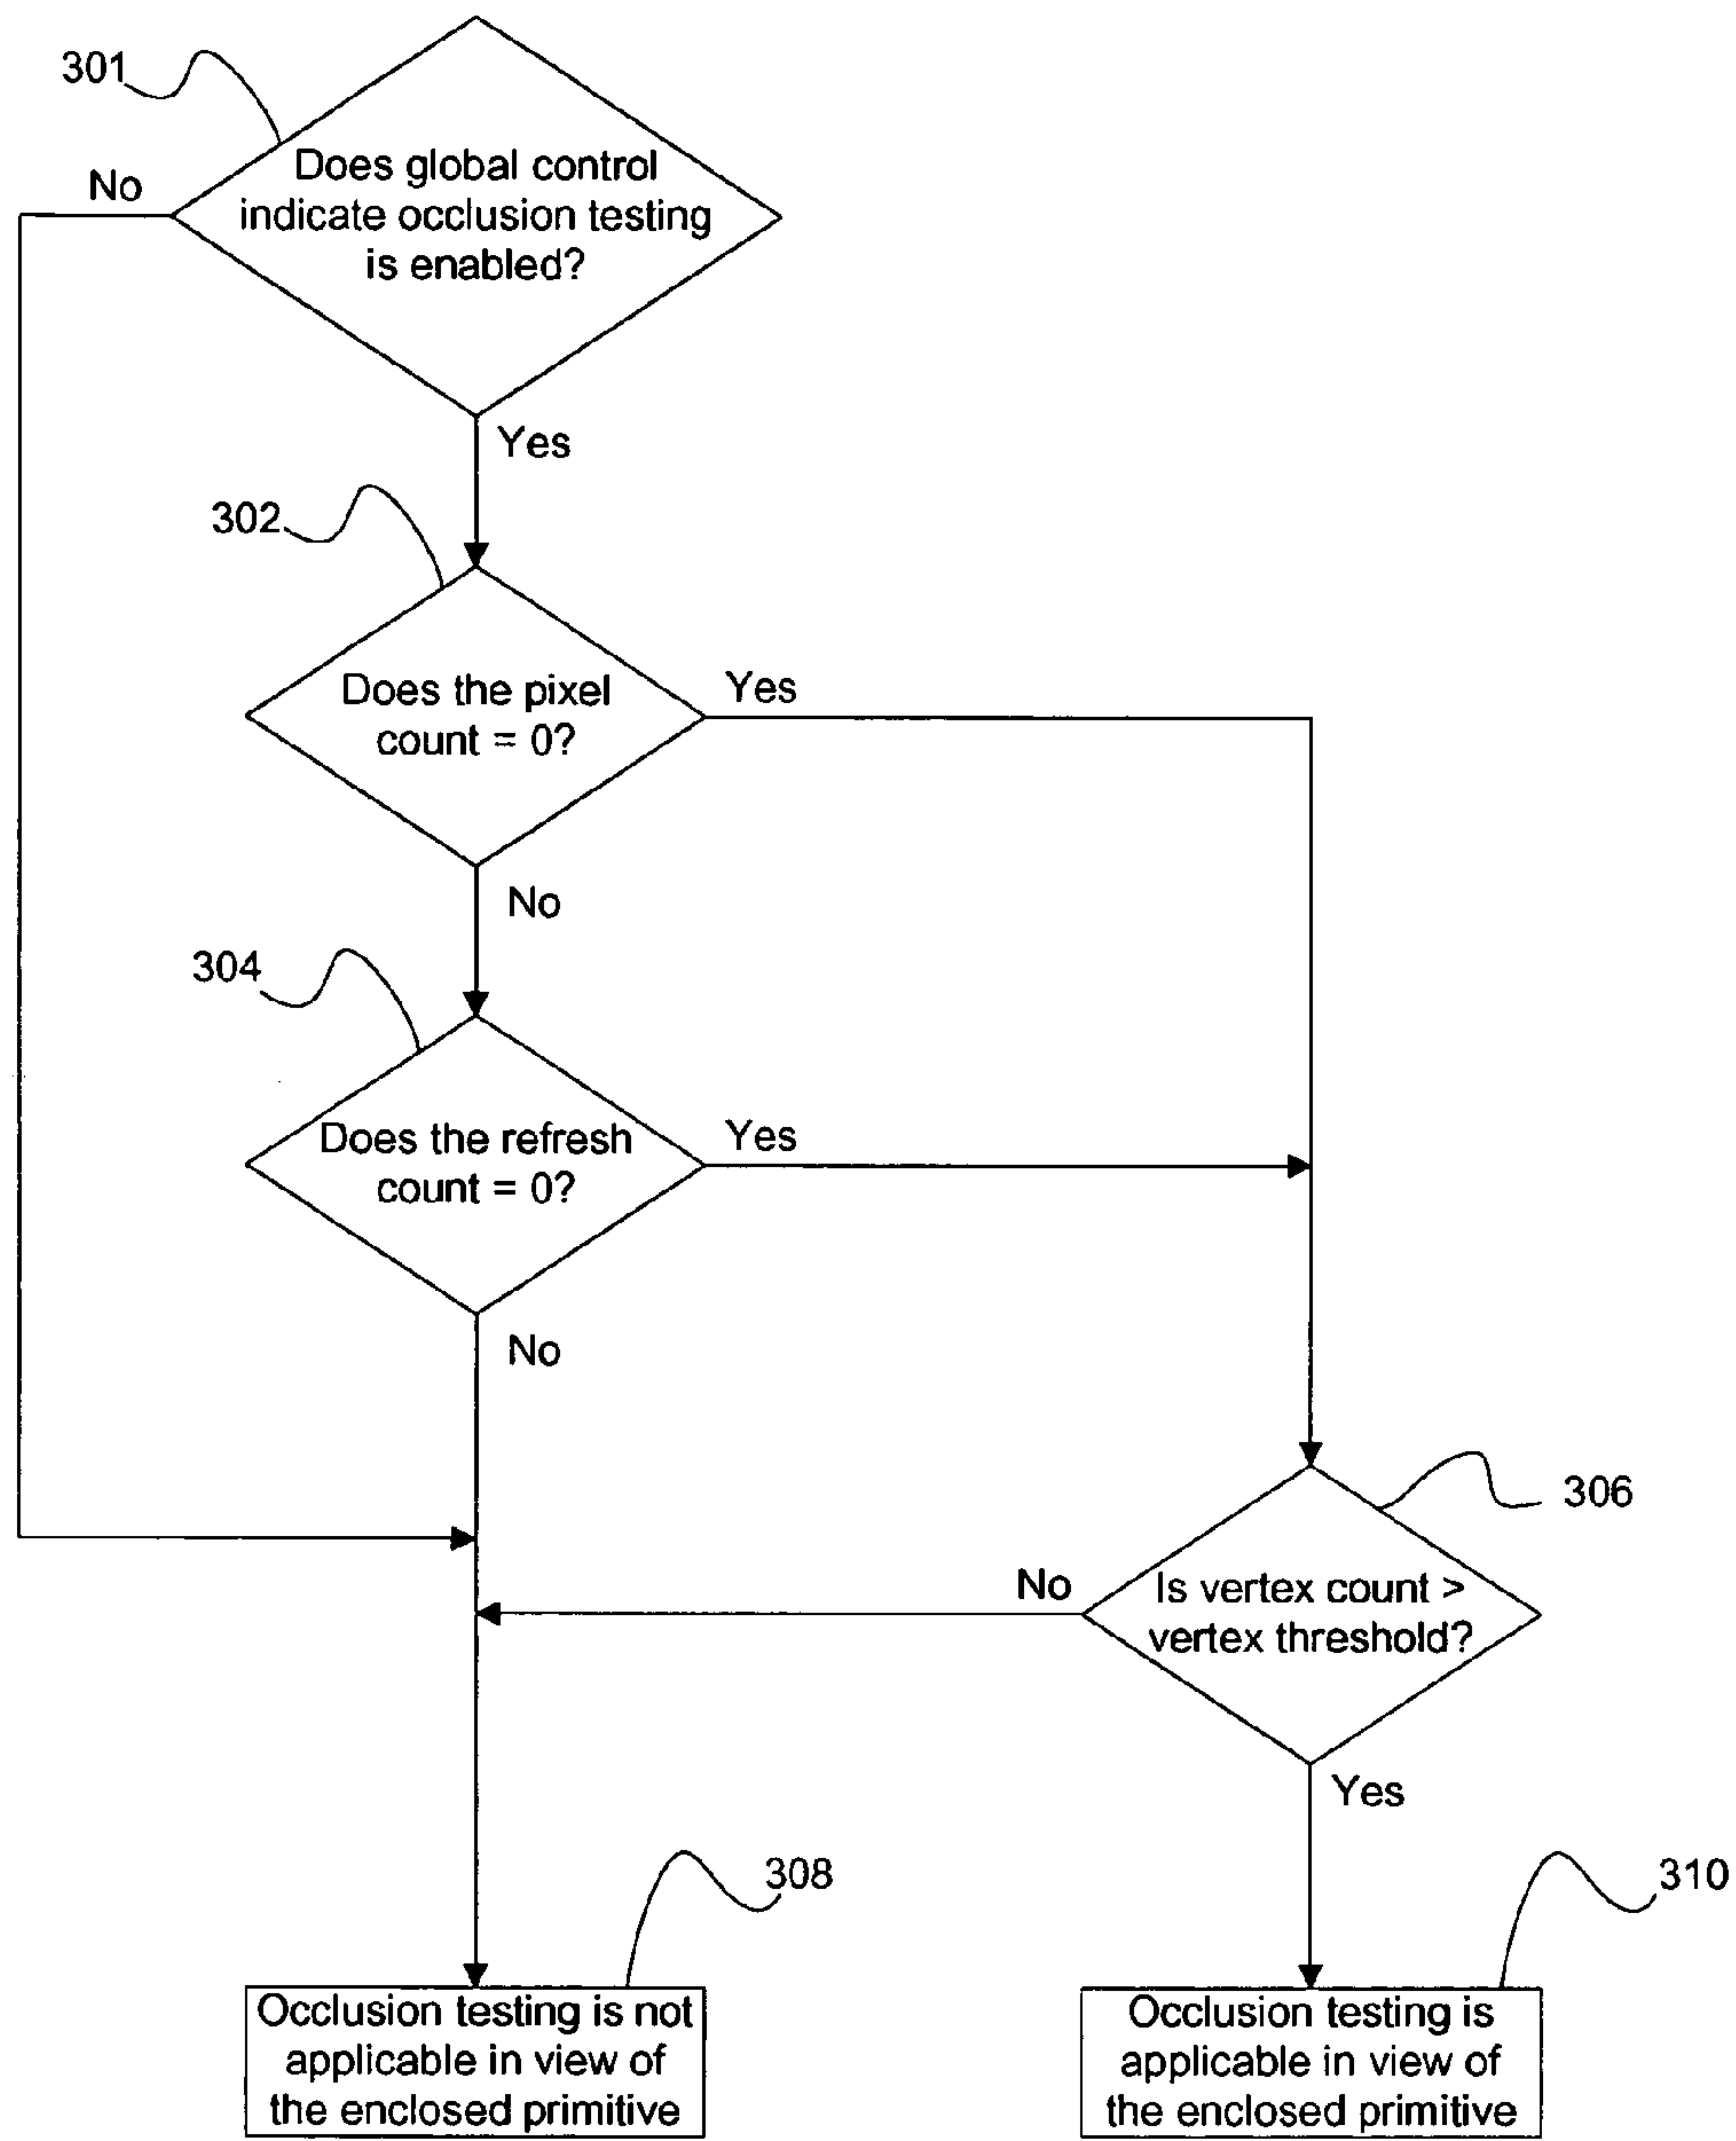 301
No
Does global control
indicate occlusion testing
is enabled?
Yes
302
Does the pixel
count = 0?
Yes
No
304
Does the refresh
count = 0?
Yes
No
306
No
Is vertex count >
vertex threshold?
Yes
308
310
Occlusion testing is not
applicable in view of
the enclosed primitive
Occlusion testing is
applicable in view of
the enclosed primitive